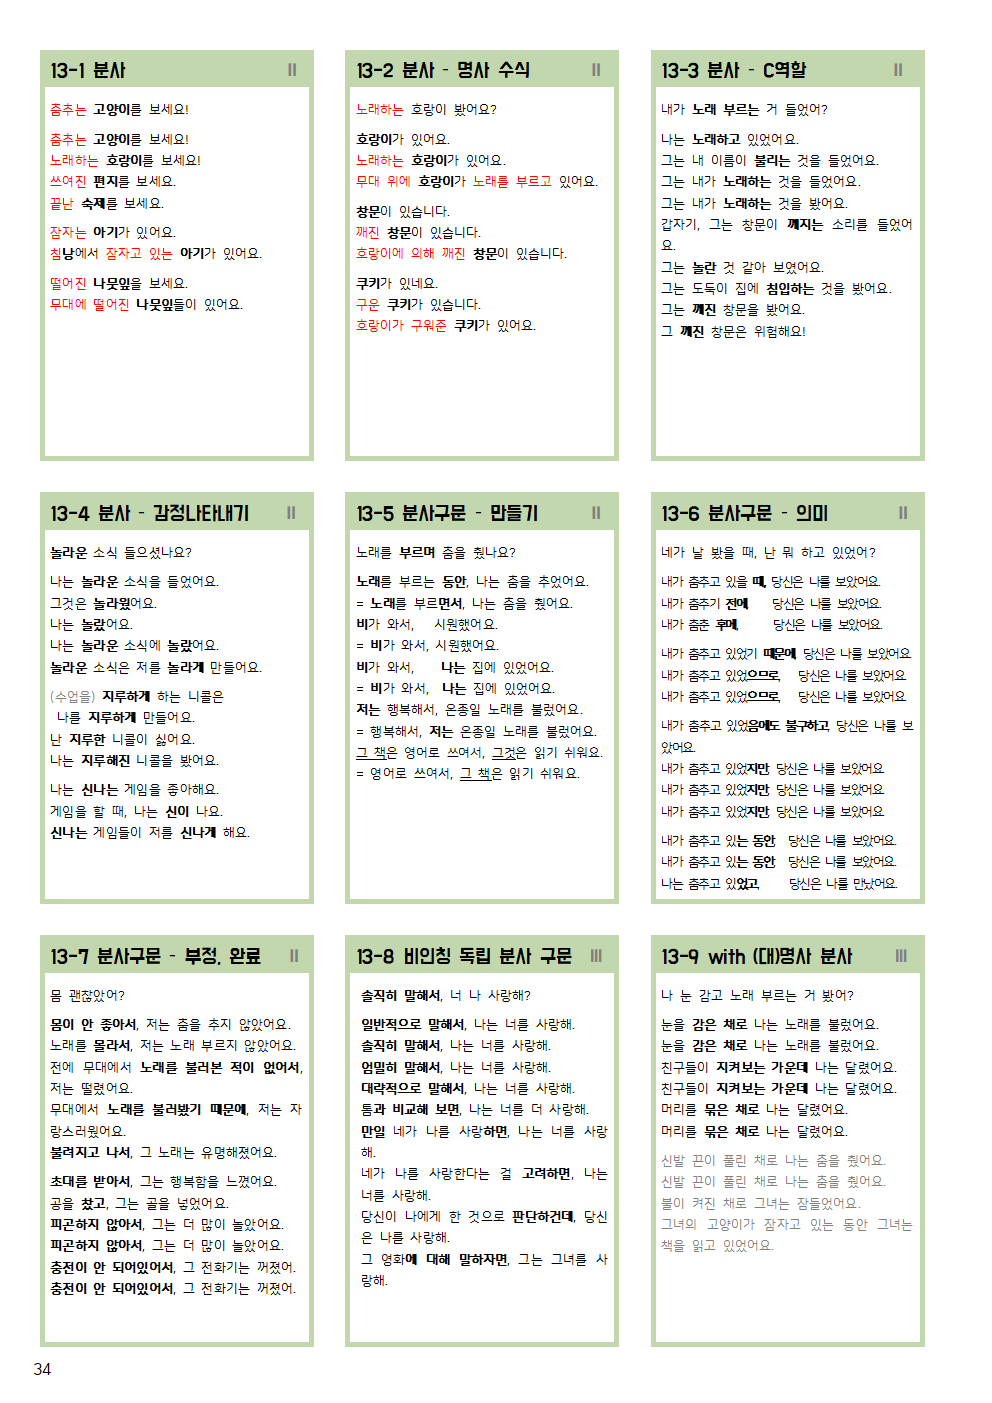 13-1 분사 II
춤추는 고양이를 보세요!
춤추는 고양이를 보세요!
노래하는 호랑이를 보세요!
쓰여진 편지를 보세요.
끝난 숙제를 보세요.
잠자는 아기가 있어요.
침낭에서 잠자고 있는 아기가 있어요.
떨어진 나뭇잎을 보세요.
무대에 떨어진 나뭇잎들이 있어요.
13-2 분사 - 명사 수식 II
노래하는 호랑이 봤어요?
호랑이가 있어요.
노래하는 호랑이가 있어요.
무대 위에 호랑이가 노래를 부르고 있어요.
창문이 있습니다.
깨진 창문이 있습니다.
호랑이에 의해 깨진 창문이 있습니다.
쿠키가 있네요.
구운 쿠키가 있습니다.
호랑이가 구워준 쿠키가 있어요.
13-3 분사 - C역할 II
내가 노래 부르는 거 들었어?
나는 노래하고 있었어요.
그는 내 이름이 불리는 것을 들었어요.
그는 내가 노래하는 것을 들었어요.
그는 내가 노래하는 것을 봤어요.
갑자기, 그는 창문이 깨지는 소리를 들었어
요.
그는 놀란 것 같아 보였어요.
그는 도둑이 집에 침입하는 것을 봤어요.
그는 깨진 창문을 봤어요.
그 깨진 창문은 위험해요!
13-4 분사 - 감정나타내기 II
놀라운 소식 들으셨나요?
나는 놀라운 소식을 들었어요.
그것은 놀라웠어요.
나는 놀랐어요.
나는 놀라운 소식에 놀랐어요.
놀라운 소식은 저를 놀라게 만들어요.
(수업을) 지루하게 하는 니콜은
나를 지루하게 만들어요.
난 지루한 니콜이 싫어요.
나는 지루해진 니콜을 봤어요.
나는 신나는 게임을 좋아해요.
게임을 할 때, 나는 신이 나요.
신나는 게임들이 저를 신나게 해요.
13-5 분사구문 - 만들기 II
노래를 부르며 춤을 췄나요?
노래를 부르는 동안, 나는 춤을 추었어요.
= 노래를 부르면서, 나는 춤을 췄어요.
비가 와서, 시원했어요.
= 비가 와서, 시원했어요.
비가 와서, 나는 집에 있었어요.
= 비가 와서, 나는 집에 있었어요.
저는 행복해서, 온종일 노래를 불렀어요.
= 행복해서, 저는 온종일 노래를 불렀어요.
그 책은 영어로 쓰여서, 그것은 읽기 쉬워요.
= 영어로 쓰여서, 그 책은 읽기 쉬워요.
13-6 분사구문 - 의미 II
네가 날 봤을 때, 난 뭐 하고 있었어?
내가 춤추고 있을 때, 당신은 나를 보았어요.
내가 춤추기 전에, 당신은 나를 보았어요.
내가 춤춘 후에, 당신은 나를 보았어요.
내가 춤추고 있었기 때문에, 당신은 나를 보았어요.
내가 춤추고 있었으므로, 당신은 나를 보았어요.
내가 춤추고 있었으므로, 당신은 나를 보았어요.
내가 춤추고 있었음에도 불구하고, 당신은 나를 보
았어요.
내가 춤추고 있었지만, 당신은 나를 보았어요.
내가 춤추고 있었지만, 당신은 나를 보았어요.
내가 춤추고 있었지만, 당신은 나를 보았어요.
내가 춤추고 있는 동안, 당신은 나를 보았어요.
내가 춤추고 있는 동안, 당신은 나를 보았어요.
나는 춤추고 있었고, 당신은 나를 만났어요.
13-7 분사구문 - 부정, 완료 II
몸 괜찮았어?
몸이 안 좋아서, 저는 춤을 추지 않았어요.
노래를 몰라서, 저는 노래 부르지 않았어요.
전에 무대에서 노래를 불러본 적이 없어서,
저는 떨렸어요.
무대에서 노래를 불러봤기 때문에, 저는 자
랑스러웠어요.
불려지고 나서, 그 노래는 유명해졌어요.
초대를 받아서, 그는 행복함을 느꼈어요.
공을 찼고, 그는 골을 넣었어요.
피곤하지 않아서, 그는 더 많이 놀았어요.
피곤하지 않아서, 그는 더 많이 놀았어요.
충전이 안 되어있어서, 그 전화기는 꺼졌어.
충전이 안 되어있어서, 그 전화기는 꺼졌어.
13-8 비인칭 독립 분사 구문 III
솔직히 말해서, 너 나 사랑해?
일반적으로 말해서, 나는 너를 사랑해.
솔직히 말해서, 나는 너를 사랑해.
엄밀히 말해서, 나는 너를 사랑해.
대략적으로 말해서, 나는 너를 사랑해.
톰과 비교해 보면, 나는 너를 더 사랑해.
만일 네가 나를 사랑하면, 나는 너를 사랑
해.
네가 나를 사랑한다는 걸 고려하면, 나는
너를 사랑해.
당신이 나에게 한 것으로 판단하건데, 당신
은 나를 사랑해.
그 영화에 대해 말하자면, 그는 그녀를 사
랑해.
13-9 with (대)명사 분사 III
나 눈 감고 노래 부르는 거 봤어?
눈을 감은 채로 나는 노래를 불렀어요.
눈을 감은 채로 나는 노래를 불렀어요.
친구들이 지켜보는 가운데 나는 달렸어요.
친구들이 지켜보는 가운데 나는 달렸어요.
머리를 묶은 채로 나는 달렸어요.
머리를 묶은 채로 나는 달렸어요.
신발 끈이 풀린 채로 나는 춤을 췄어요.
신발 끈이 풀린 채로 나는 춤을 췄어요.
불이 켜진 채로 그녀는 잠들었어요.
그녀의 고양이가 잠자고 있는 동안 그녀는
책을 읽고 있었어요.
34